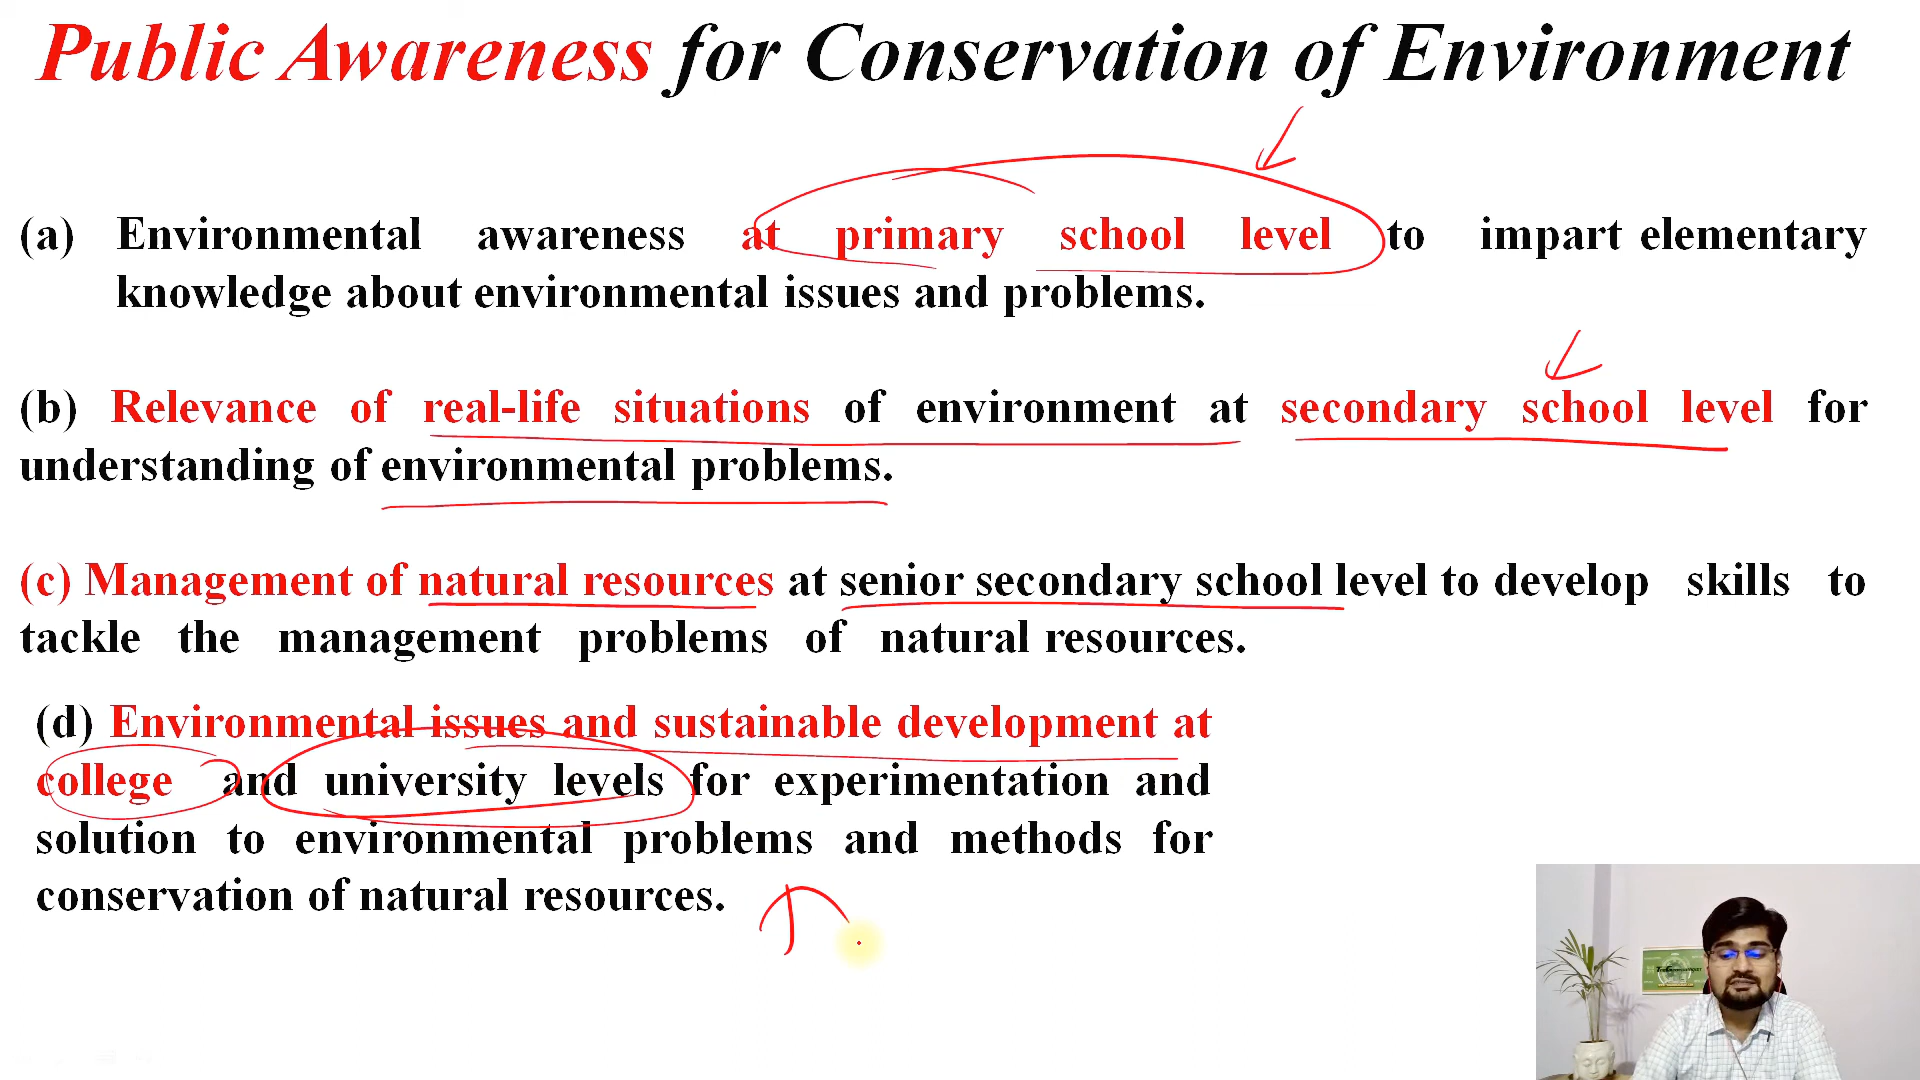 Public Awareness for Conservation of Environment
(a) Environmental awareness at primary school level to impart elementary
knowledge about environmental issues and problems.
(b) Relevance of real-life situations of environment at secondary school level for
understanding of environmental problems.
(c) Management of natural resources at senior secondary school level to develop skills to
tackle the management problems of natural resources.
(d) Environmental issues and sustainable development at
college and university levels for experimentation and
solution to environmental problems and methods for
conservation of natural resources.